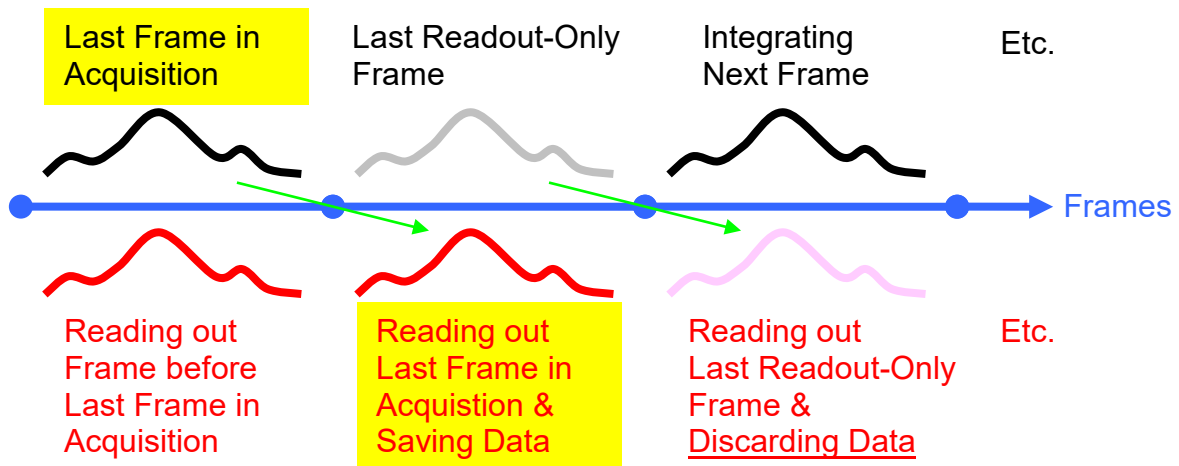 Last Frame in
Acquisition
Last Readout-Only
Frame
Integrating
Next Frame
Etc.
Frames
Reading out
Frame before
Last Frame in
Acquisition
Reading out
Last Frame in
Acquistion &
Saving Data
Reading out
Last Readout-Only
Frame &
Discarding Data
Etc.